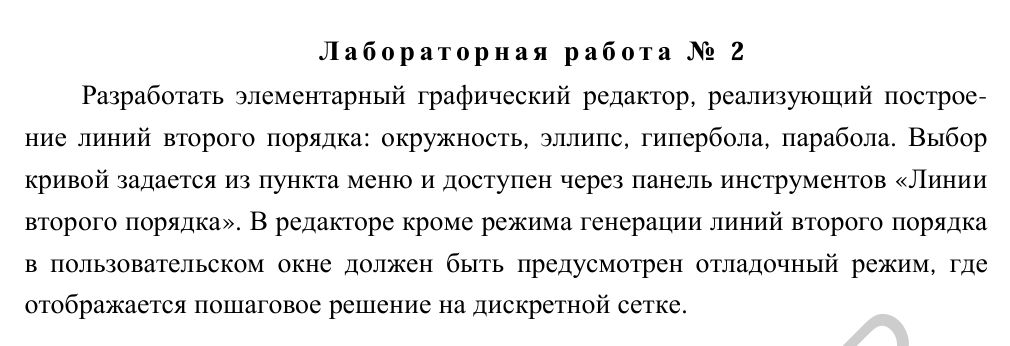 Лабораторная работа № 2
Разработать элементарный графический редактор, реализующий построе-
ние линий второго порядка: окружность, эллипс, гипербола, парабола. Выбор
кривой задается из пункта меню и доступен через панель инструментов «Линии
второго порядка». В редакторе кроме режима генерации линий второго порядка
в пользовательском окне должен быть предусмотрен отладочный режим, где
отображается пошаговое решение на дискретной сетке.